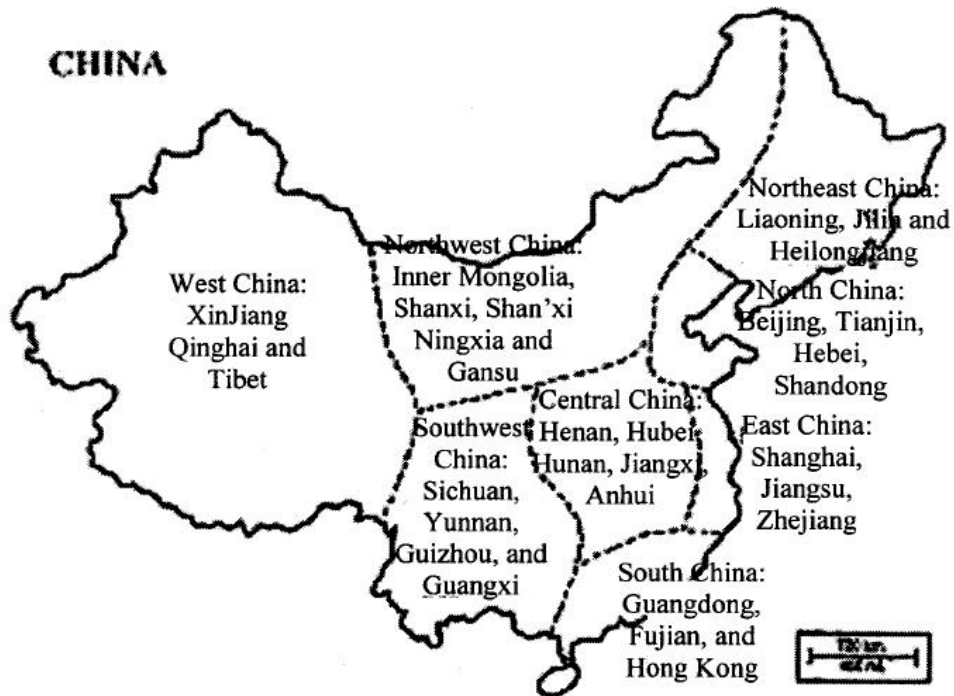 CHINA
Northeast China:
Liaoning, Jilin and
Heilongjiang
Northwest China:
Inner Mongolia,
Shanxi, Shan'xi
Ningxia and
Gansu
West China:
XinJiang
Qinghai and
Tibet
North China:
Beijing, Tianjin,
Hebei,
Shandong
Central China:
Henan, Hubei
Hunan, Jiangxi,
Anhui
Southwest
China:
Sichuan,
Yunnan,
Guizhou, and
Guangxi
East China:
Shanghai,
Jiangsu,
Zhejiang
South China:
Guangdong,
Fujian, and
Hong Kong